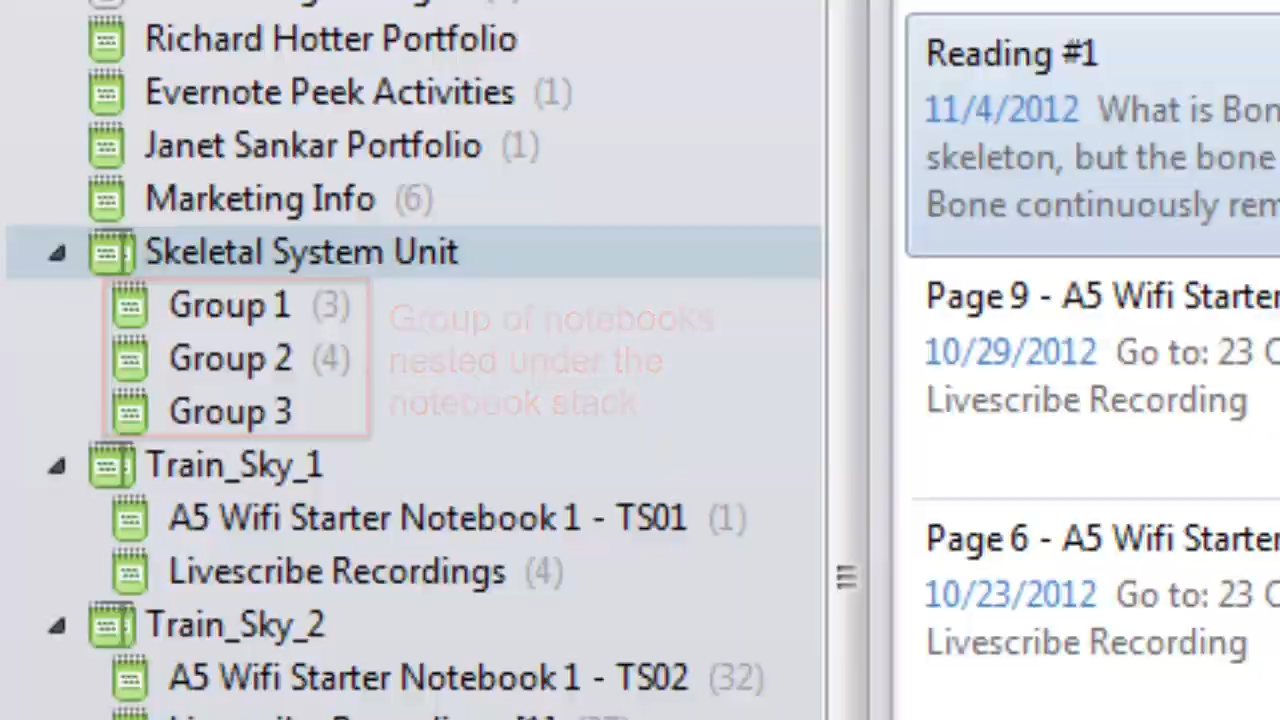 Richard Hotter Portfolio
Evernote Peek Activities (1)
Janet Sankar Portfolio (1)
Marketing Info (6)
Skeletal System Unit
Group 1 (3)
Group 2 (4)
Group 3
Group of notebooks
nested under the
notebook stack
Train_Sky_1
A5 Wifi Starter Notebook 1 - TS01 (1)
Livescribe Recordings (4)
Train_Sky_2
A5 Wifi Starter Notebook 1 - TS02 (32)
Reading #1
11/4/2012 What is Bon
skeleton, but the bone
Bone continuously rem
Page 9 - A5 Wifi Starter
10/29/2012 Go to: 23 O
Livescribe Recording
Page 6 - A5 Wifi Starter
10/23/2012 Go to: 23 O
Livescribe Recording